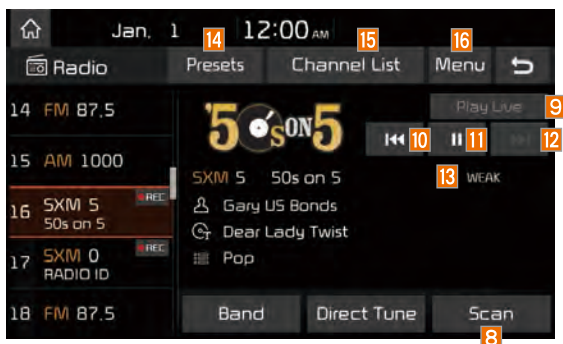 Jan. 1 12:00 AM
14 15 16
Radio Presets Channel List Menu
14 FM 87.5
Play Live 9
'50s ON 5
10 11 12
15 AM 1000
SXM 5 50s on 5
13 WEAK
16 SXM 5 REC
50s on 5
Gary US Bonds
Dear Lady Twist
17 SXM 0 REC
RADIO ID
Pop
18 FM 87.5
Band Direct Tune Scan
8